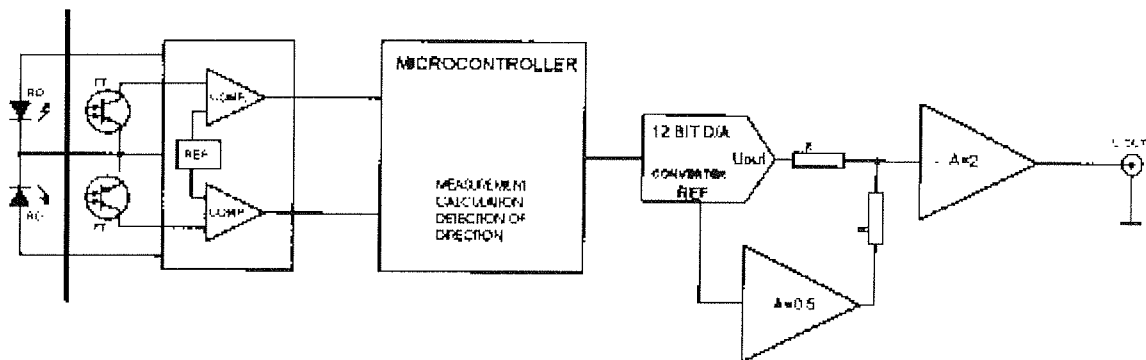 RD
FT
COMP.
REF
COMP.
FT
MICROCONTROLLER
MEASUREMENT
CALCULATION
DETECTION OF
DIRECTION
12 BIT D/A
Uout
CONVERTER
REF
R
A=0.5
A=2